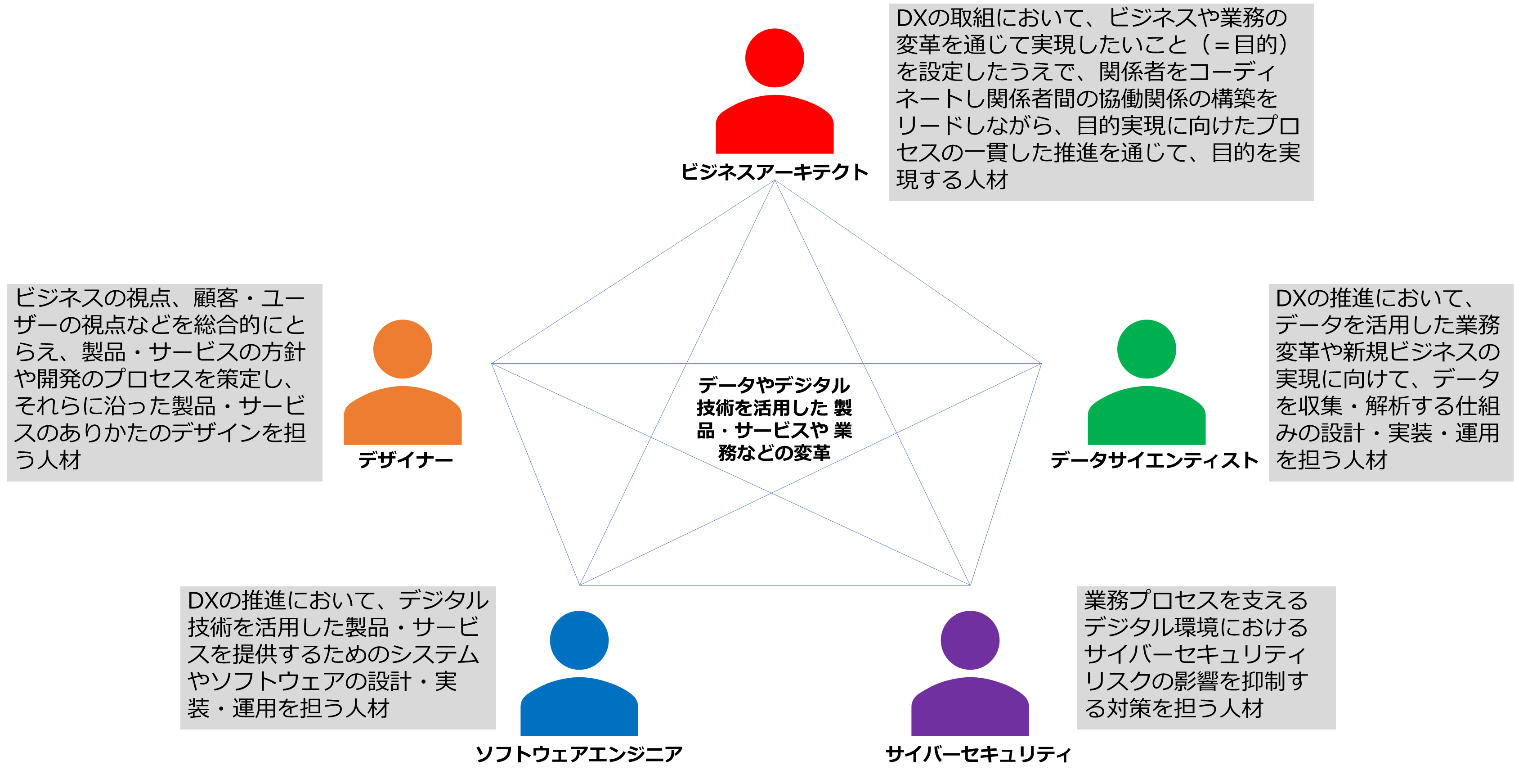 DXの取組において、ビジネスや業務の
変革を通じて実現したいこと（＝目的）
を設定したうえで、関係者をコーディ
ネートし関係者間の協働関係の構築を
リードしながら、目的実現に向けたプロ
セスの一貫した推進を通じて、目的を実
現する人材
ビジネスアーキテクト
ビジネスの視点、顧客・ユー
ザーの視点などを総合的にと
らえ、製品・サービスの方針
や開発のプロセスを策定し、
それらに沿った製品・サービ
スのありかたのデザインを担
う人材
デザイナー
データやデジタル
技術を活用した 製
品・サービスや 業
務などの変革
データサイエンティスト
DXの推進において、
データを活用した業務
変革や新規ビジネスの
実現に向けて、データ
を収集・解析する仕組
みの設計・実装・運用
を担う人材
DXの推進において、デジタル
技術を活用した製品・サービ
スを提供するためのシステム
やソフトウェアの設計・実
装・運用を担う人材
ソフトウェアエンジニア
サイバーセキュリティ
業務プロセスを支える
デジタル環境における
サイバーセキュリティ
リスクの影響を抑制す
る対策を担う人材